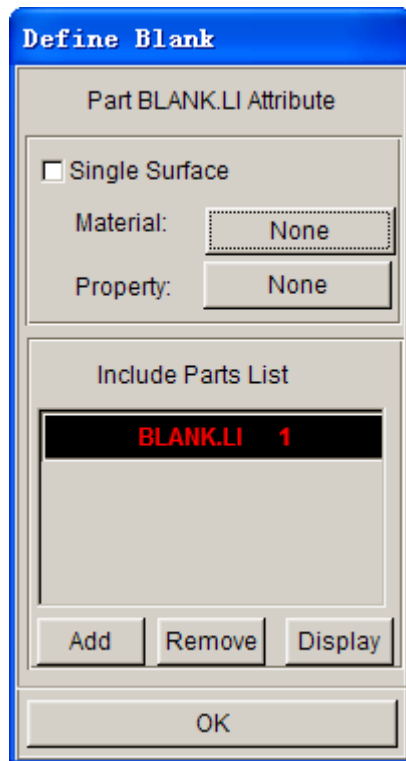 Define Blank
Part BLANK.LI Attribute
Single Surface
Material: None
Property: None
Include Parts List
BLANK.LI 1
Add Remove Display
OK